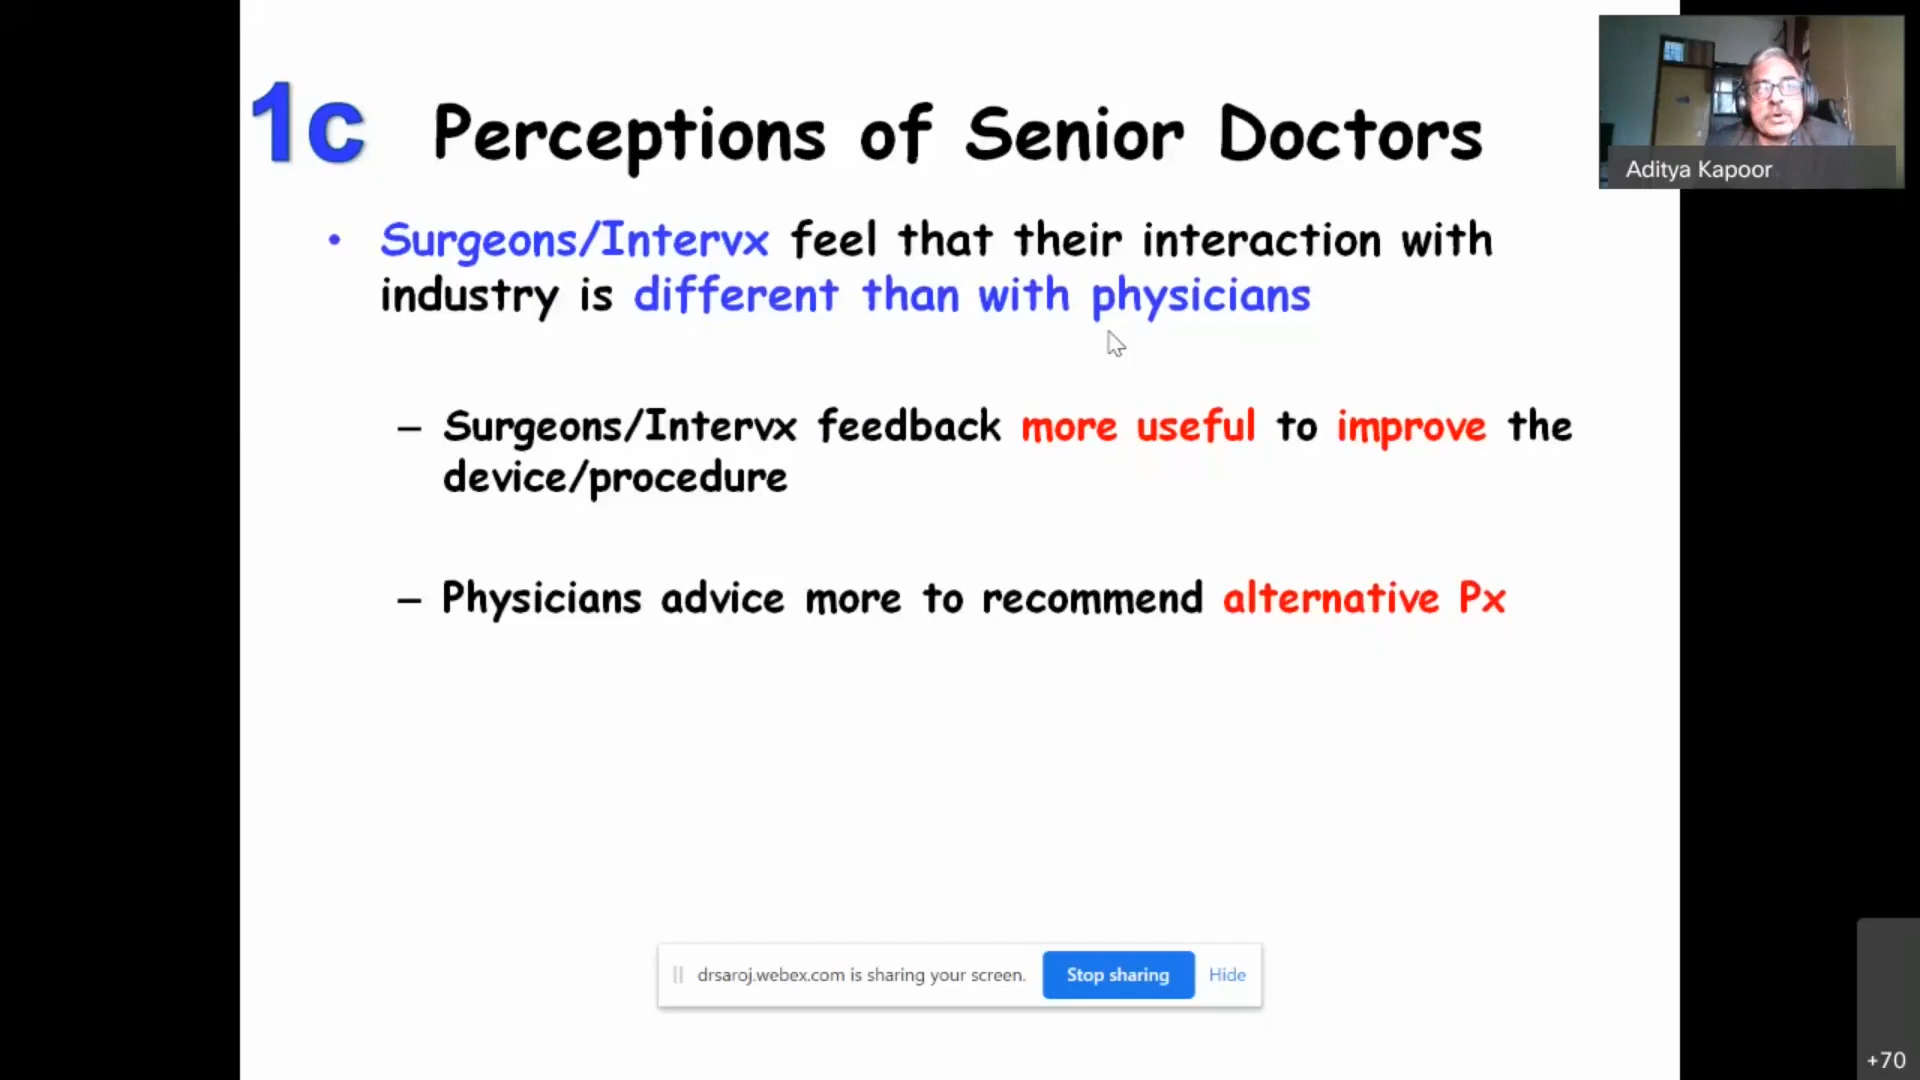 1c Perceptions of Senior Doctors
Aditya Kapoor
• Surgeons/Intervx feel that their interaction with
industry is different than with physicians
– Surgeons/Intervx feedback more useful to improve the
device/procedure
– Physicians advice more to recommend alternative Px
drsaroj.webex.com is sharing your screen. Stop sharing Hide
+70